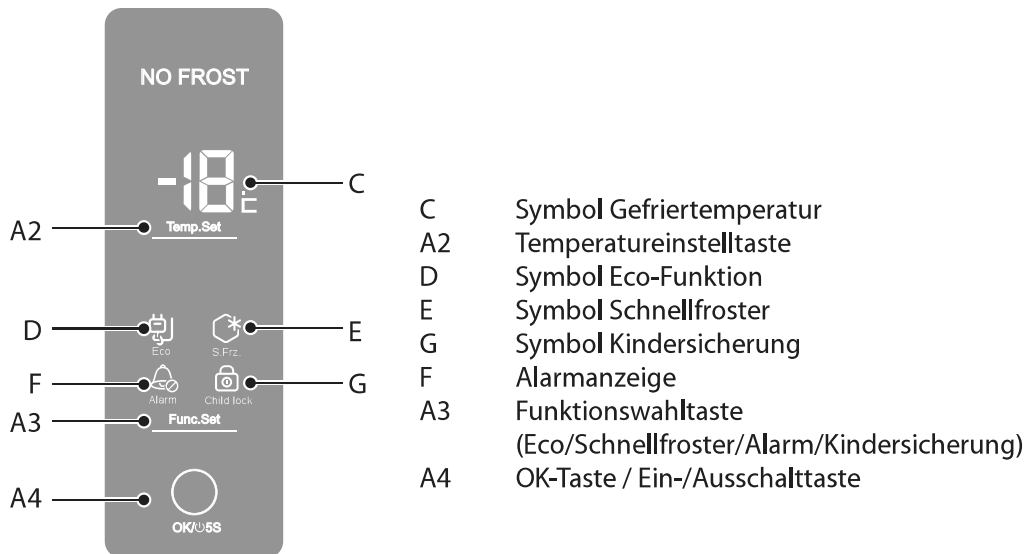 NO FROST
-18
C
A2
Temp.Set
D
E
Eco
S.Frz.
F
G
Alarm
Child lock
A3
Func.Set
A4
OK/⏻5S
C Symbol Gefriertemperatur
A2 Temperatureinstelltaste
D Symbol Eco-Funktion
E Symbol Schnellfroster
G Symbol Kindersicherung
F Alarmanzeige
A3 Funktionswahltaste
(Eco/Schnellfroster/Alarm/Kindersicherung)
A4 OK-Taste / Ein-/Ausschalttaste